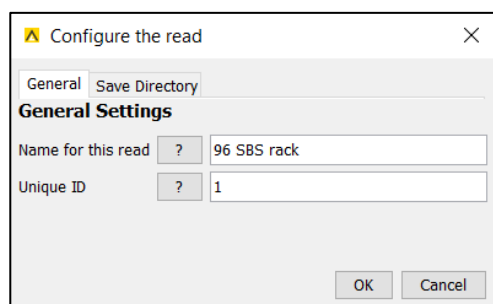 Configure the read
General Save Directory
General Settings
Name for this read ? 96 SBS rack
Unique ID ? 1
OK Cancel